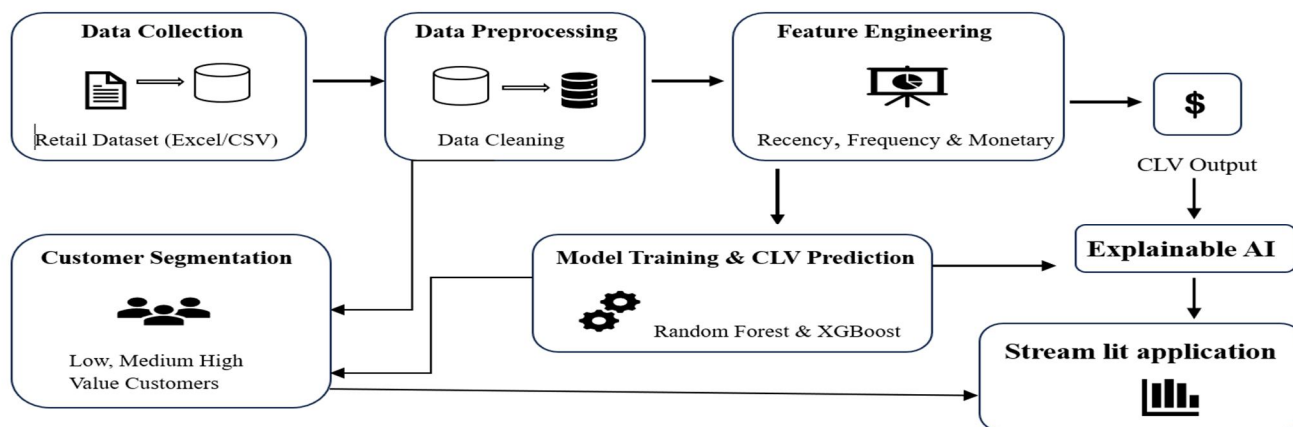 Data Collection
Retail Dataset (Excel/CSV)
Data Preprocessing
Data Cleaning
Feature Engineering
Recency, Frequency & Monetary
$
CLV Output
Customer Segmentation
Low, Medium High
Value Customers
Model Training & CLV Prediction
Random Forest & XGBoost
Explainable AI
Stream lit application